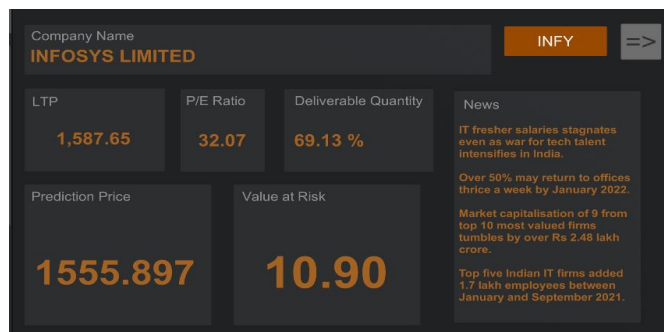 Company Name
INFOSYS LIMITED
INFY
=>
LTP
1,587.65
P/E Ratio
32.07
Deliverable Quantity
69.13 %
Prediction Price
1555.897
Value at Risk
10.90
News
IT fresher salaries stagnates
even as war for tech talent
intensifies in India.
Over 50% may return to offices
thrice a week by January 2022.
Market capitalisation of 9 from
top 10 most valued firms
tumbles by over Rs 2.48 lakh
crore.
Top five Indian IT firms added
1.7 lakh employees between
January and September 2021.